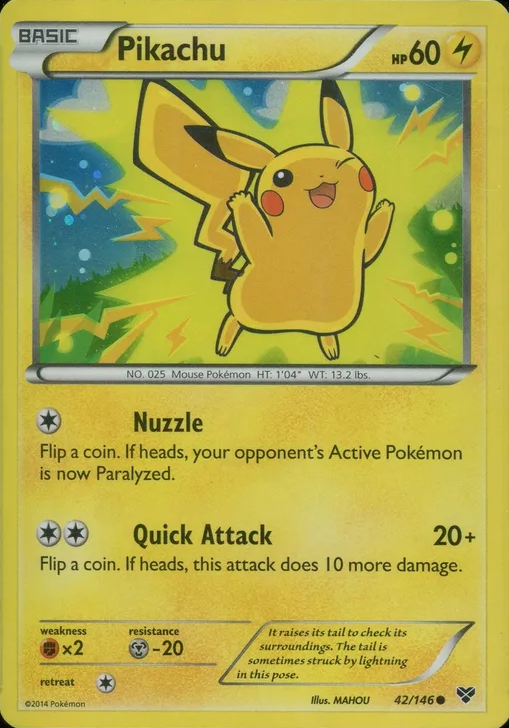 BASIC
Pikachu
HP60
NO. 025 Mouse Pokémon HT: 1'04" WT: 13.2 lbs.
Nuzzle
Flip a coin. If heads, your opponent's Active Pokémon
is now Paralyzed.
Quick Attack 20+
Flip a coin. If heads, this attack does 10 more damage.
weakness resistance
×2 -20
It raises its tail to check its
surroundings. The tail is
sometimes struck by lightning
in this pose.
retreat
©2014 Pokémon
Illus. MAHOU 42/146